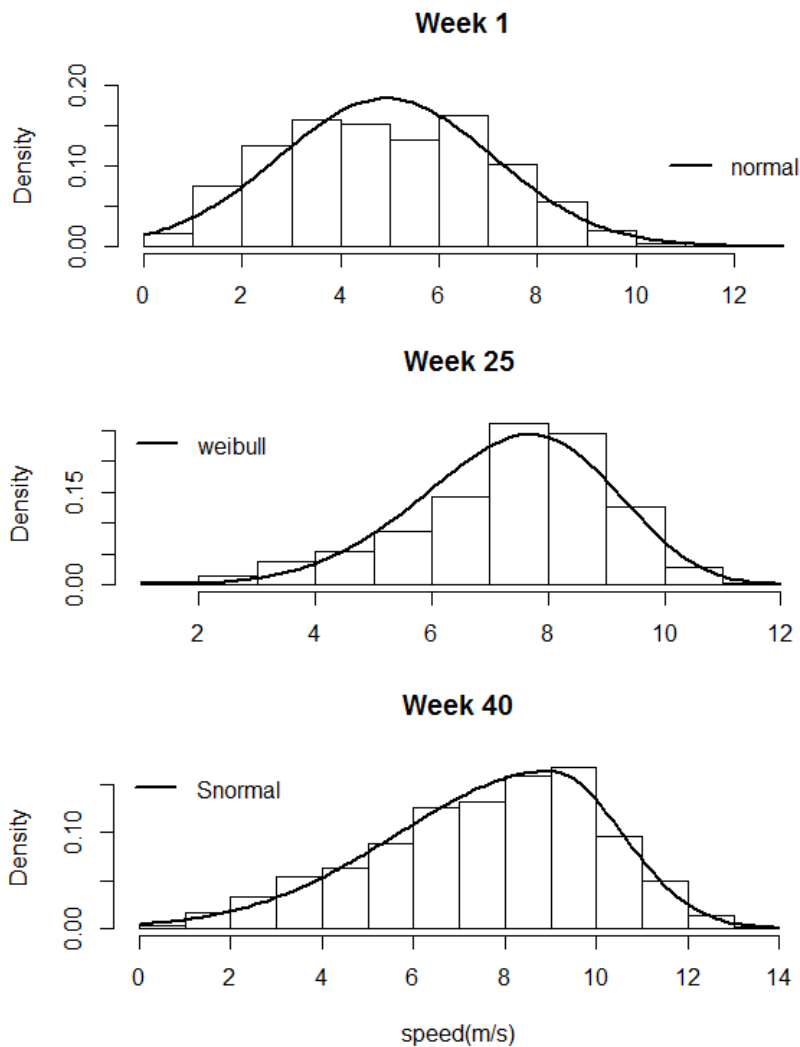 Week 1
Density
0.00 0.10 0.20
normal
0 2 4 6 8 10 12
Week 25
Density
0.00 0.15
weibull
2 4 6 8 10 12
Week 40
Density
0.00 0.10
Snormal
0 2 4 6 8 10 12 14
speed(m/s)